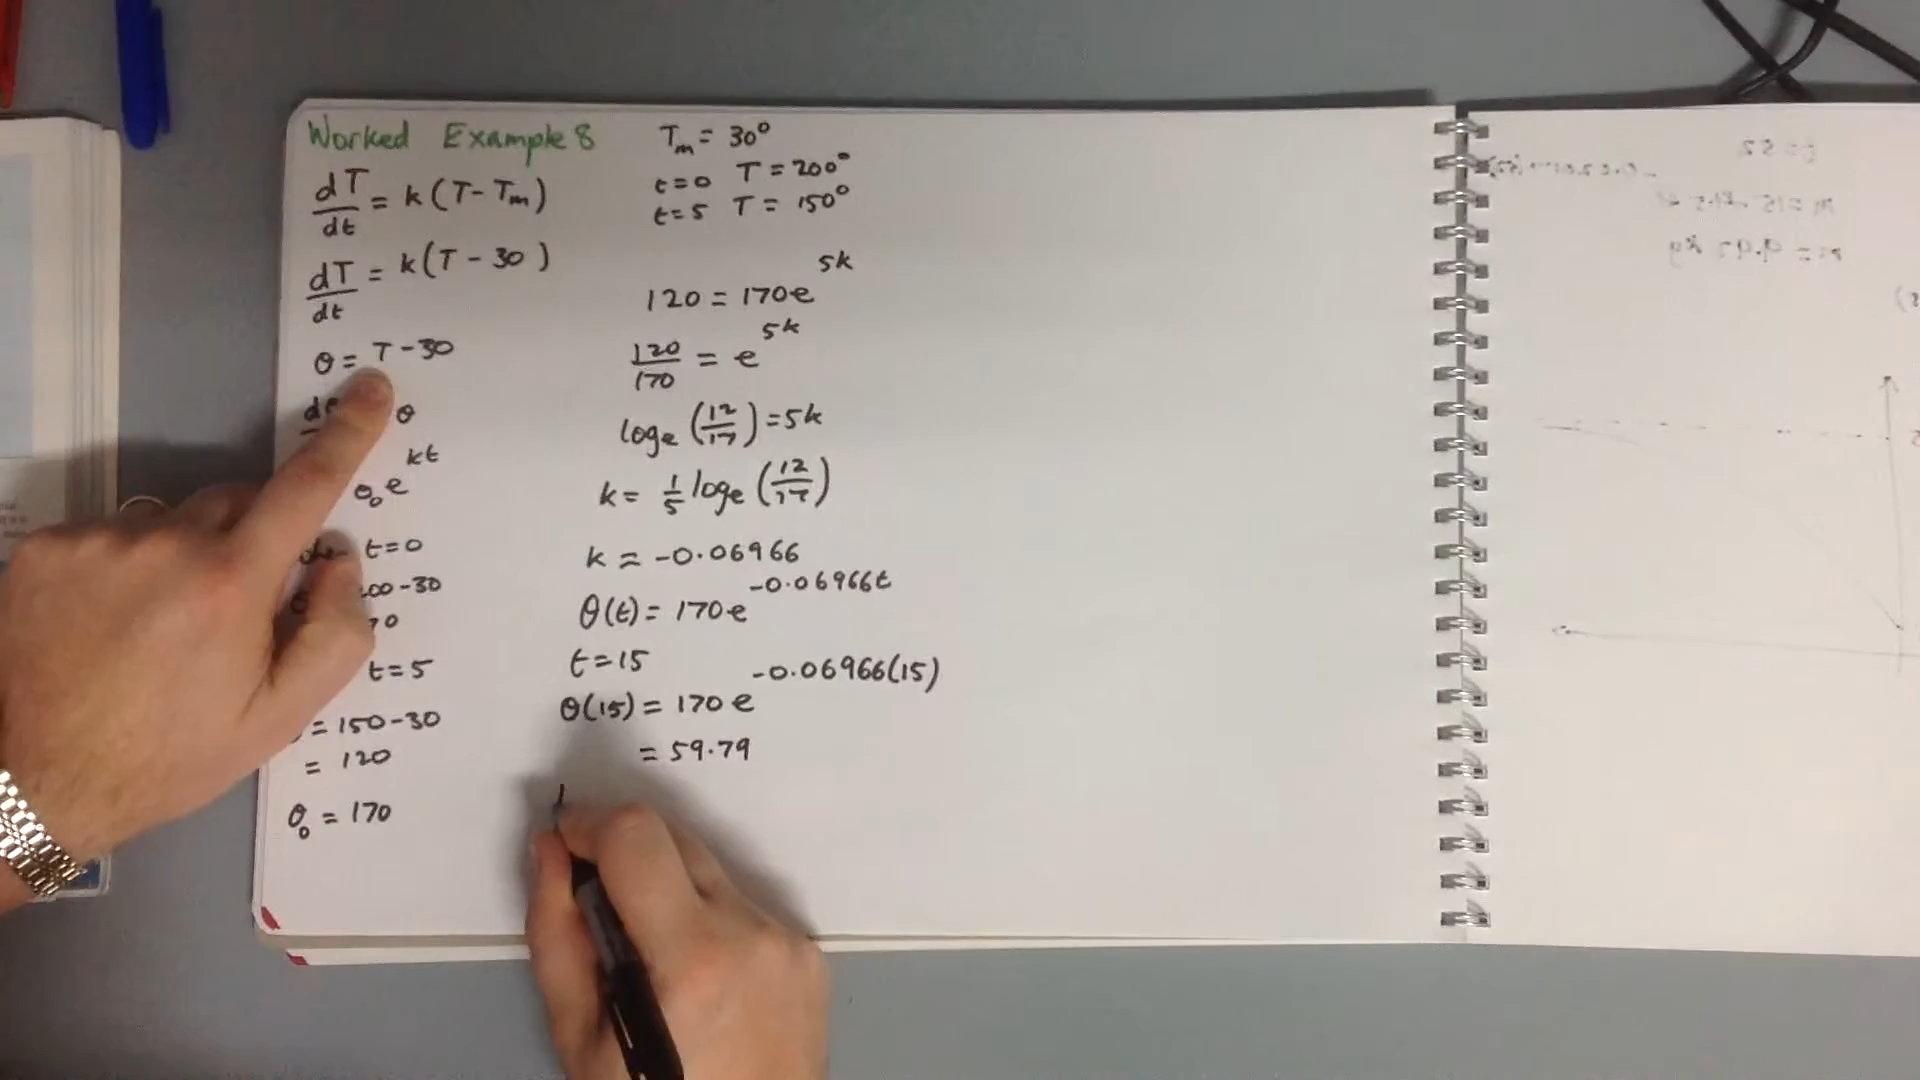 Worked Example 8
dT/dt = k(T-Tm)
dT/dt = k(T-30)
θ = T-30
θ
θ₀e^kt
t=0
00-30
t=5
=150-30
= 120
θ₀ = 170
Tm = 30°
t=0 T=200°
t=5 T= 150°
120 = 170e^5k
120/170 = e^5k
loge (12/17) = 5k
k = 1/5 loge (12/17)
k ≈ -0.06966
θ(t) = 170e^-0.06966t
t=15
θ(15) = 170e^-0.06966(15)
= 59.79